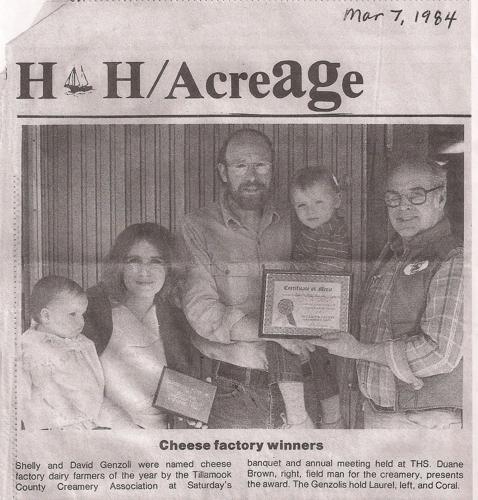 Mar 7, 1984
H H/Acreage
Certificate of Merit
Cheese factory winners
Shelly and David Genzoli were named cheese
factory dairy farmers of the year by the Tillamook
County Creamery Association at Saturday's
banquet and annual meeting held at THS. Duane
Brown, right, field man for the creamery, presents
the award. The Genzolis hold Laurel, left, and Coral.